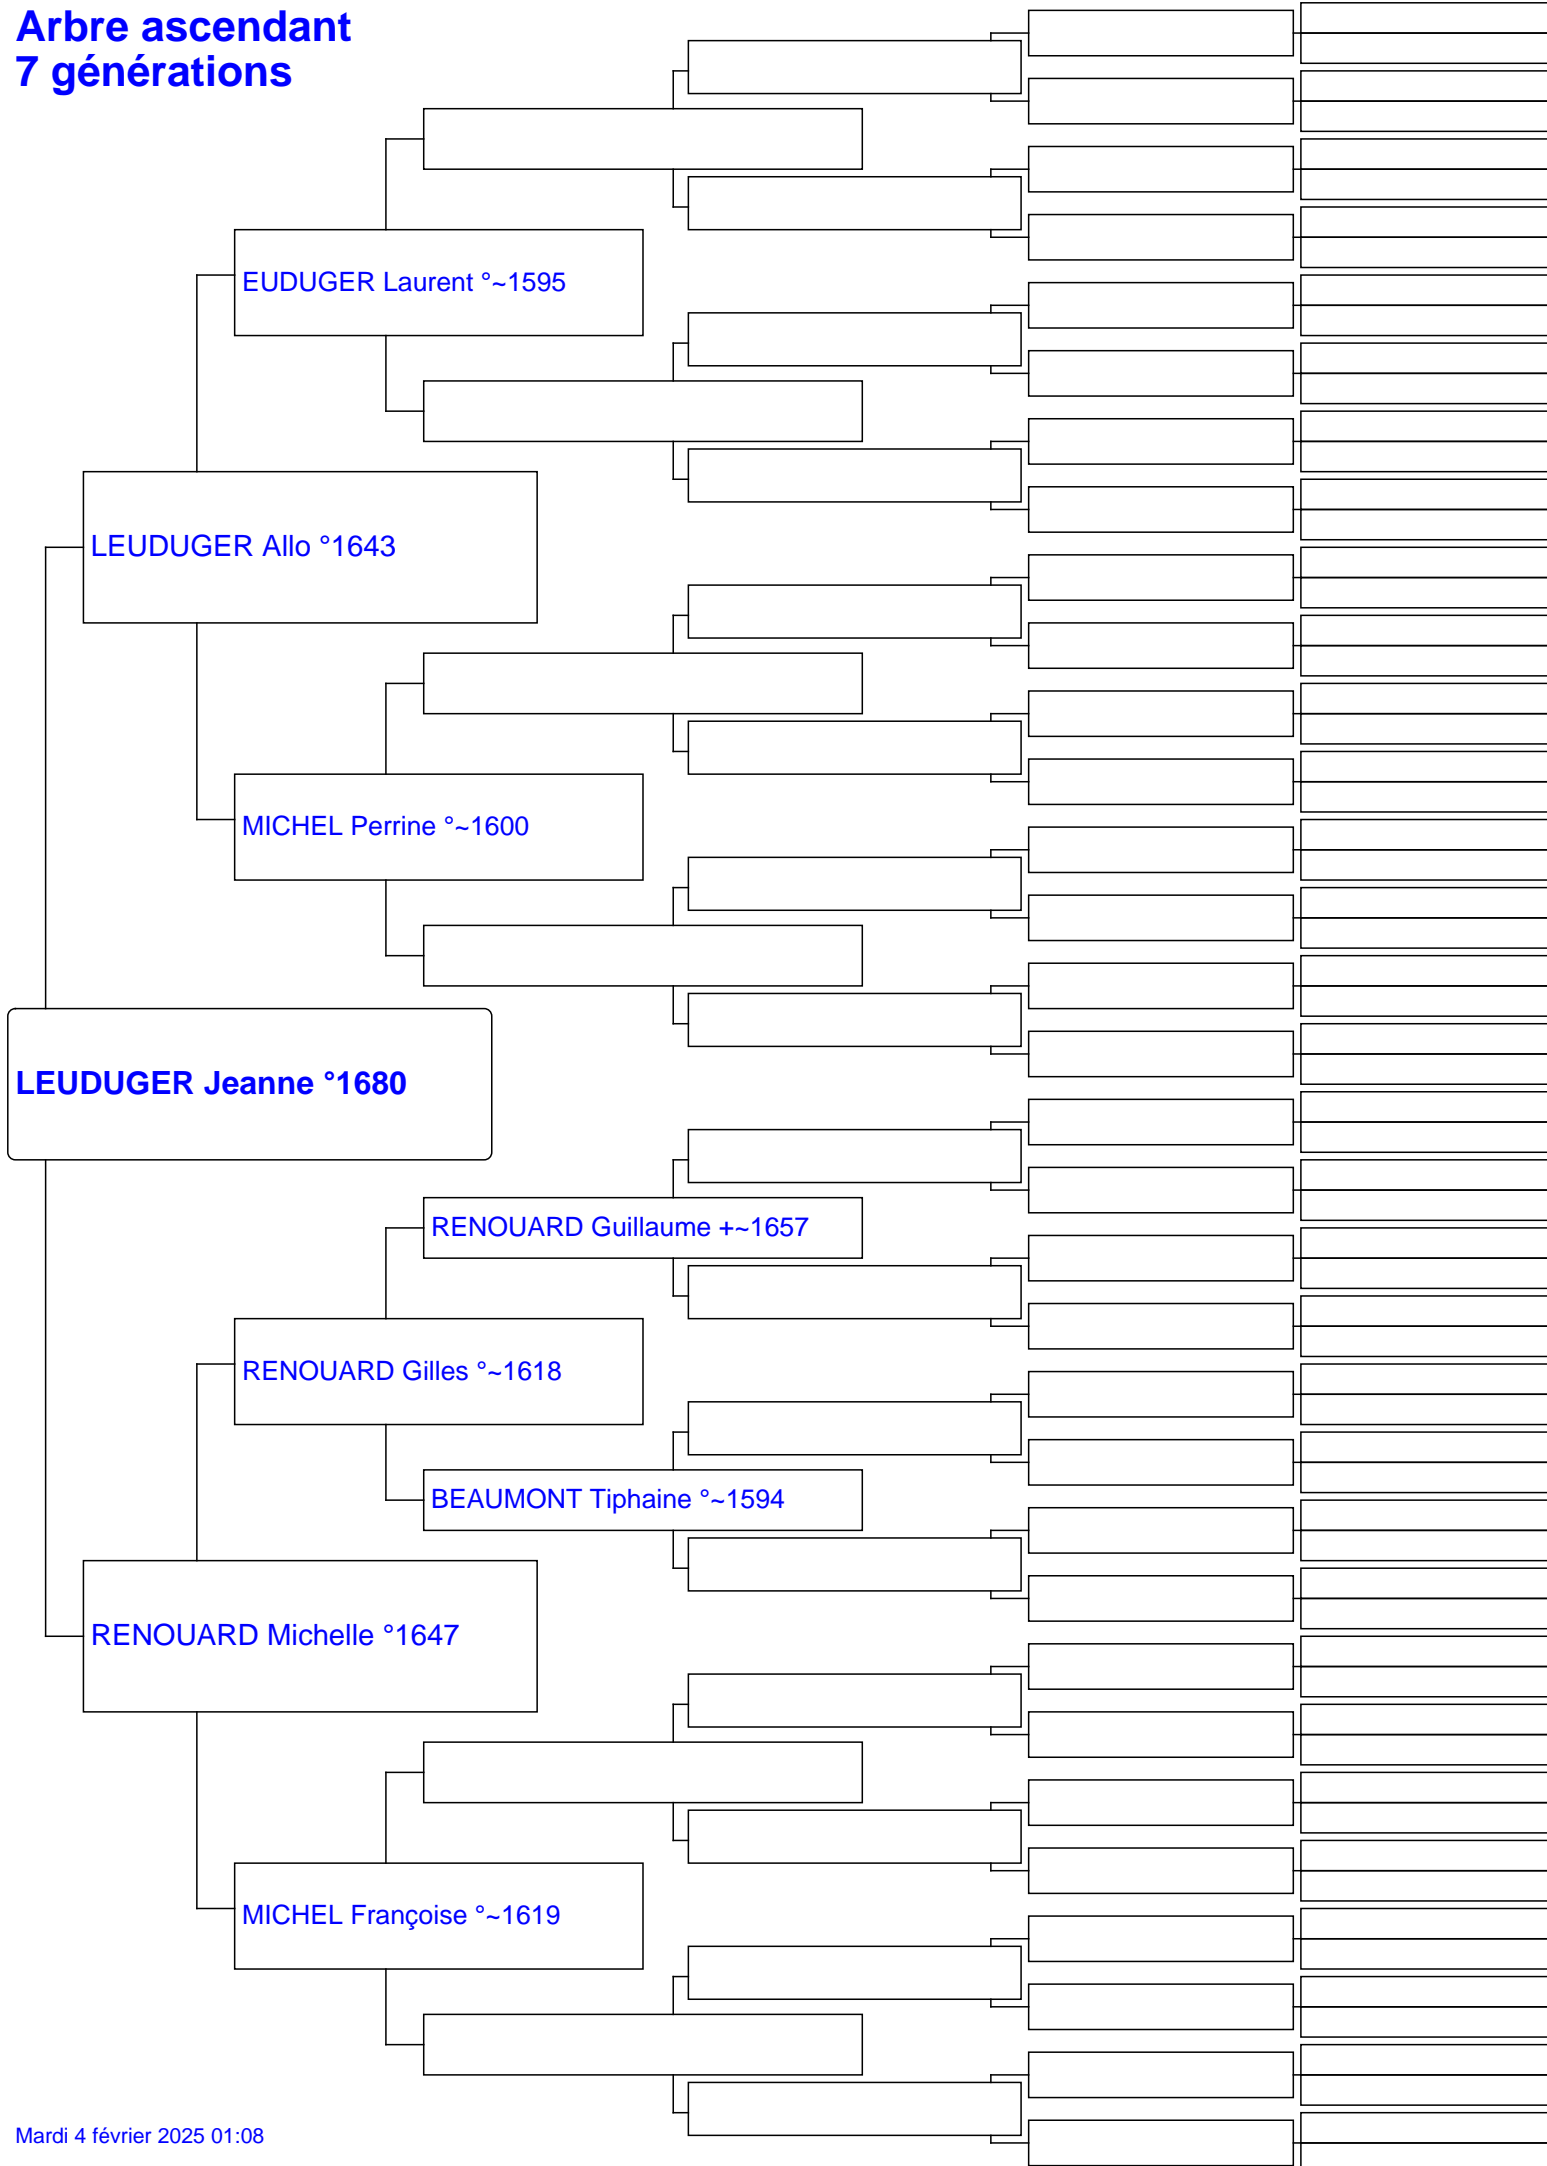 Arbre ascendant
7 générations
EUDUGER Laurent °~1595
LEUDUGER Allo °1643
MICHEL Perrine °~1600
LEUDUGER Jeanne °1680
RENOUARD Guillaume +~1657
RENOUARD Gilles °~1618
BEAUMONT Tiphaine °~1594
RENOUARD Michelle °1647
MICHEL Françoise °~1619
Mardi 4 février 2025 01:08